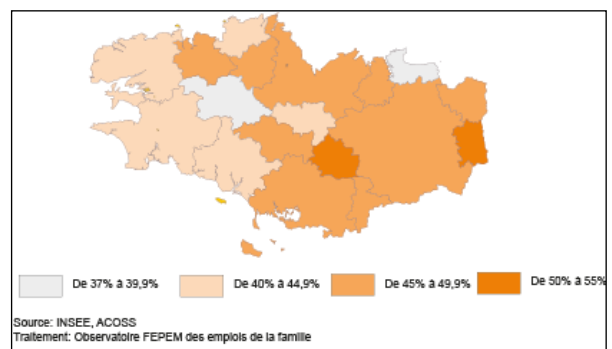 De 37% à 39,9% De 40% à 44,9% De 45% à 49,9% De 50% à 55%
Source: INSEE, ACOSS
Traitement: Observatoire FEPEM des emplois de la famille